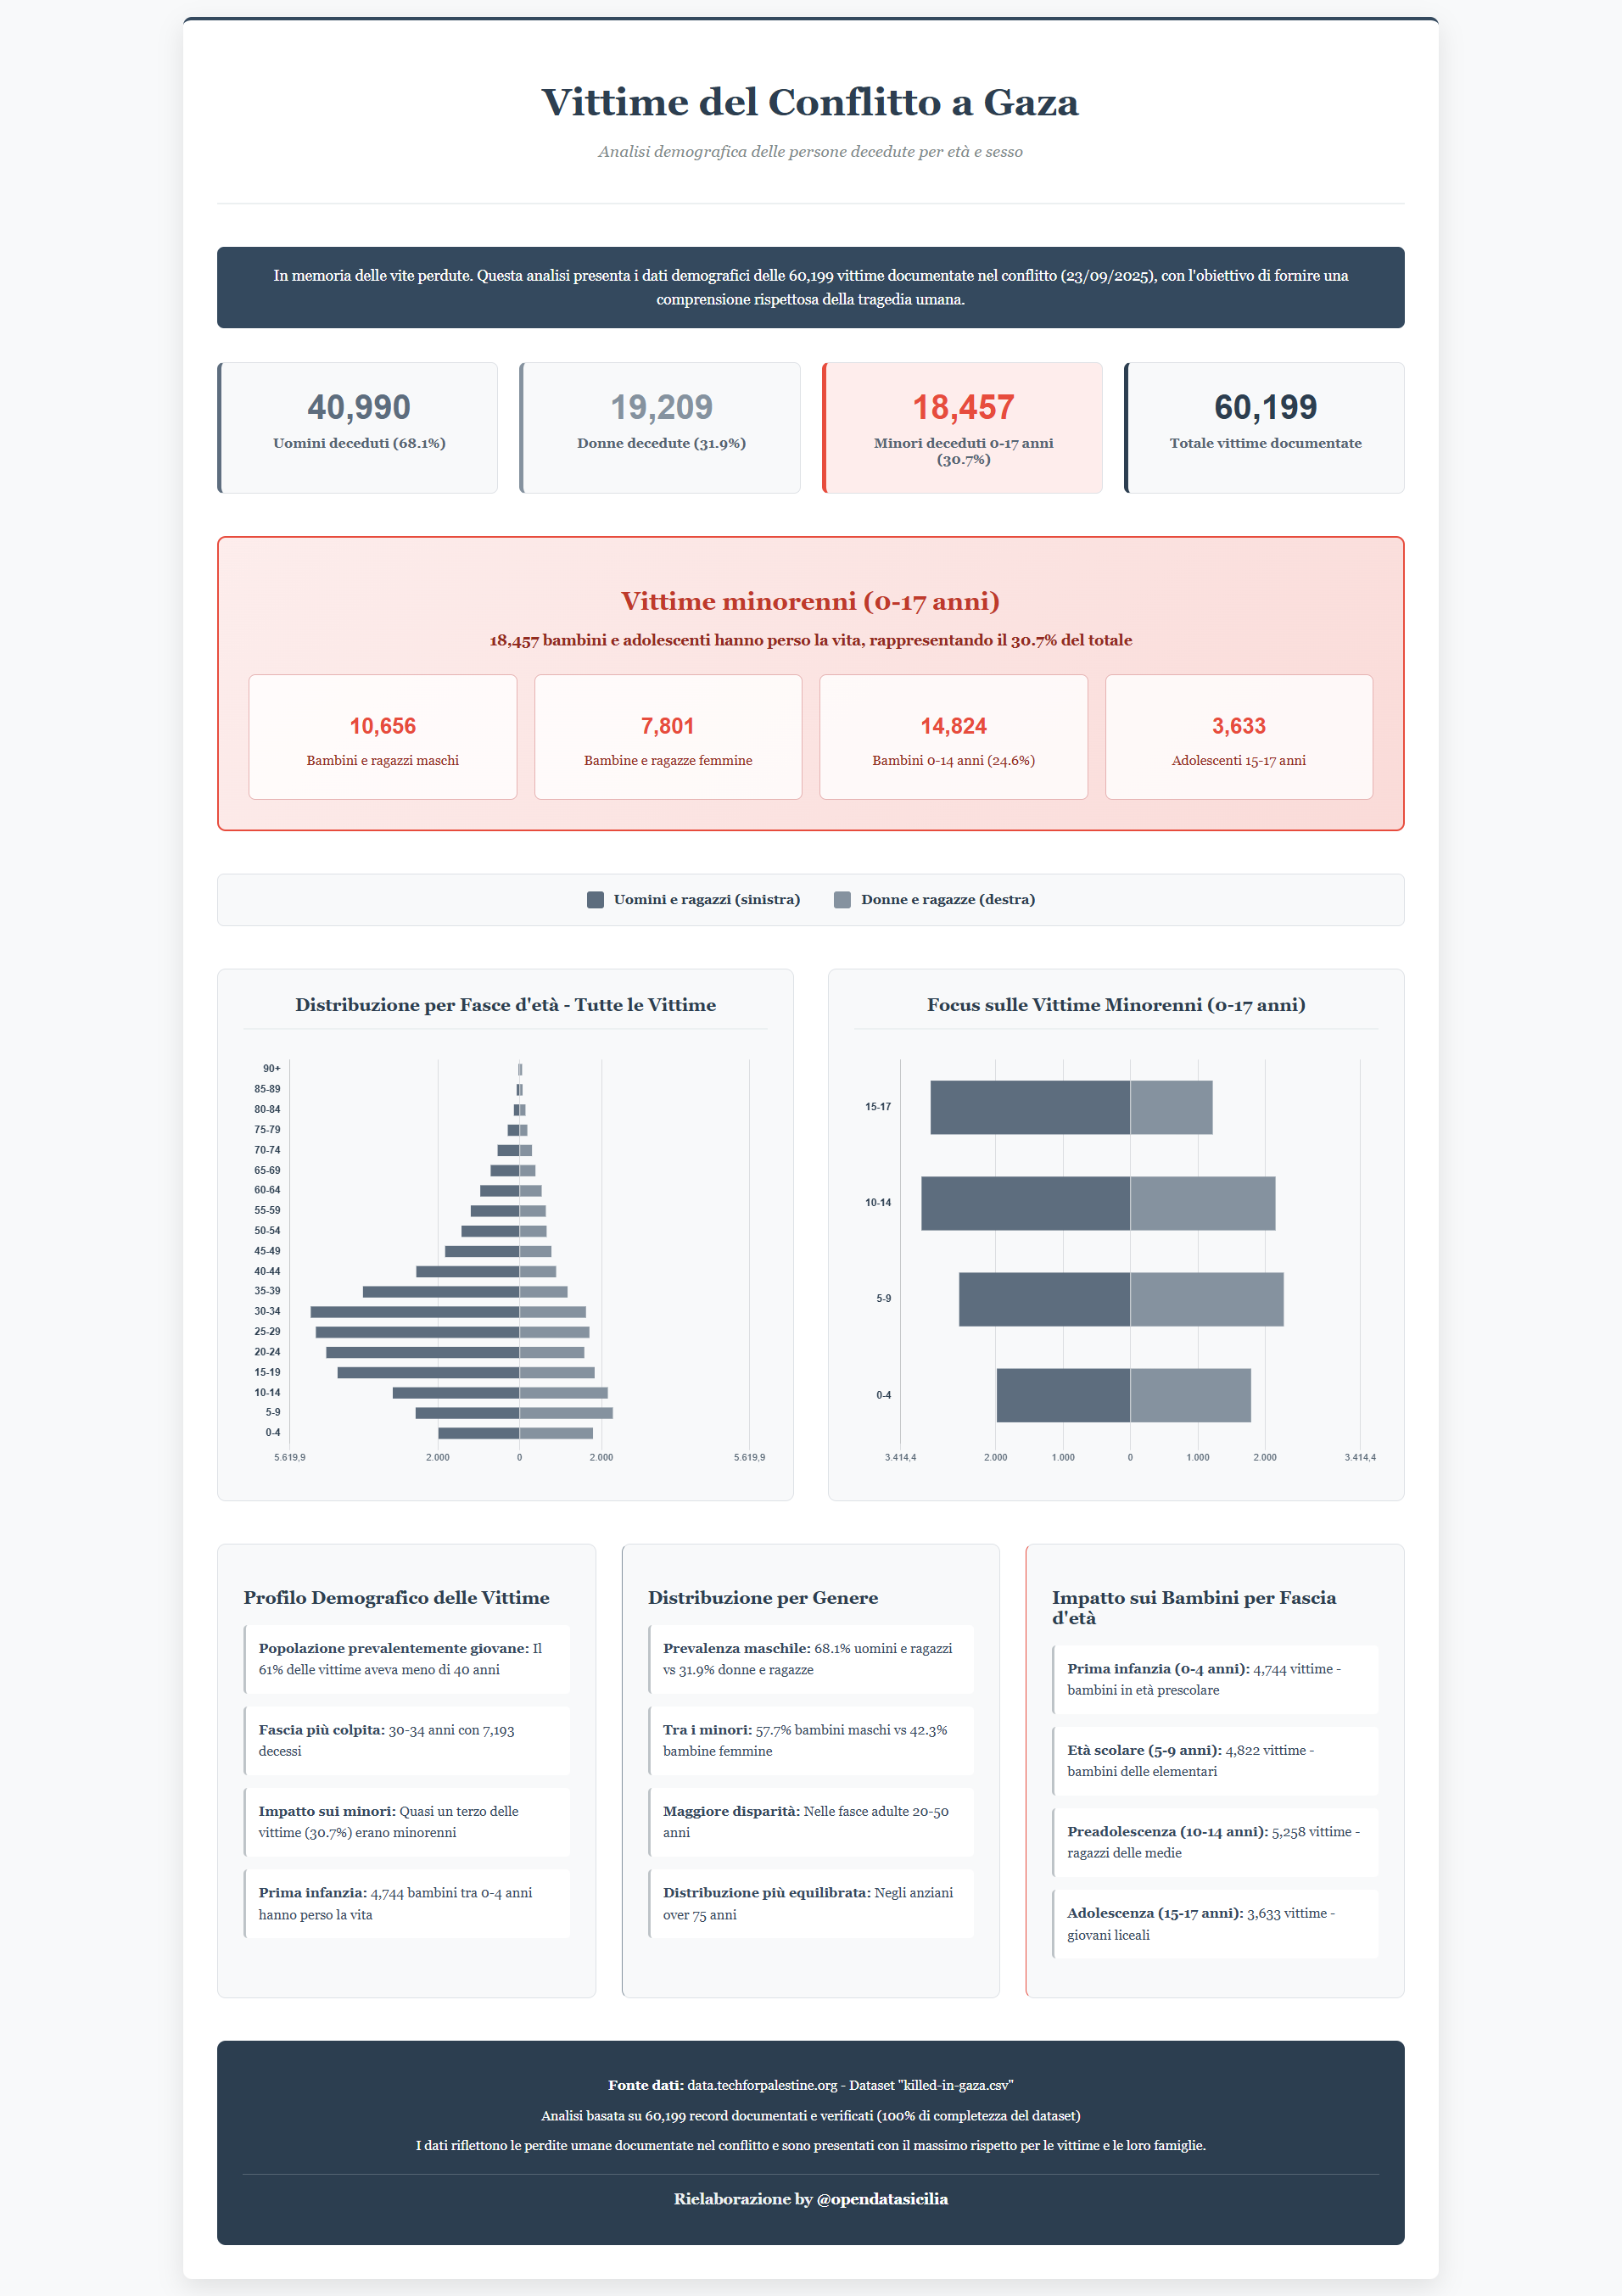 Vittime del Conflitto a Gaza
Analisi demografica delle persone decedute per età e sesso
In memoria delle vite perdute. Questa analisi presenta i dati demografici delle 60,199 vittime documentate nel conflitto (23/09/2025), con l'obiettivo di fornire una
comprensione rispettosa della tragedia umana.
40,990
Uomini deceduti (68.1%)
19,209
Donne decedute (31.9%)
18,457
Minori deceduti 0-17 anni
(30.7%)
60,199
Totale vittime documentate
Vittime minorenni (0-17 anni)
18,457 bambini e adolescenti hanno perso la vita, rappresentando il 30.7% del totale
10,656
Bambini e ragazzi maschi
7,801
Bambine e ragazze femmine
14,824
Bambini 0-14 anni (24.6%)
3,633
Adolescenti 15-17 anni
Uomini e ragazzi (sinistra)
Donne e ragazze (destra)
Distribuzione per Fasce d'età - Tutte le Vittime
90+
85-89
80-84
75-79
70-74
65-69
60-64
55-59
50-54
45-49
40-44
35-39
30-34
25-29
20-24
15-19
10-14
5-9
0-4
5.619,9 2.000 0 2.000 5.619,9
Focus sulle Vittime Minorenni (0-17 anni)
15-17
10-14
5-9
0-4
3.414,4 2.000 1.000 0 1.000 2.000 3.414,4
Profilo Demografico delle Vittime
Popolazione prevalentemente giovane: Il
61% delle vittime aveva meno di 40 anni
Fascia più colpita: 30-34 anni con 7,193
decessi
Impatto sui minori: Quasi un terzo delle
vittime (30.7%) erano minorenni
Prima infanzia: 4,744 bambini tra 0-4 anni
hanno perso la vita
Distribuzione per Genere
Prevalenza maschile: 68.1% uomini e ragazzi
vs 31.9% donne e ragazze
Tra i minori: 57.7% bambini maschi vs 42.3%
bambine femmine
Maggiore disparità: Nelle fasce adulte 20-50
anni
Distribuzione più equilibrata: Negli anziani
over 75 anni
Impatto sui Bambini per Fascia
d'età
Prima infanzia (0-4 anni): 4,744 vittime -
bambini in età prescolare
Età scolare (5-9 anni): 4,822 vittime -
bambini delle elementari
Preadolescenza (10-14 anni): 5,258 vittime -
ragazzi delle medie
Adolescenza (15-17 anni): 3,633 vittime -
giovani liceali
Fonte dati: data.techforpalestine.org - Dataset "killed-in-gaza.csv"
Analisi basata su 60,199 record documentati e verificati (100% di completezza del dataset)
I dati riflettono le perdite umane documentate nel conflitto e sono presentati con il massimo rispetto per le vittime e le loro famiglie.
Rielaborazione by @opendatasicilia